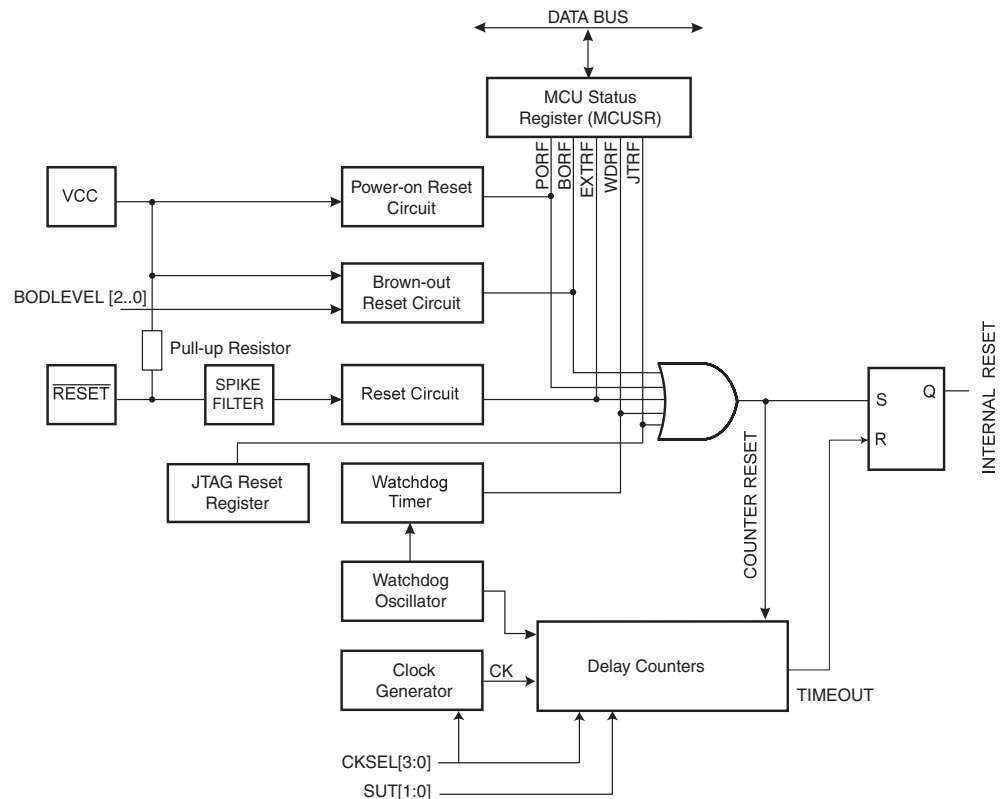 DATA BUS
MCU Status
Register (MCUSR)
PORF
BORF
EXTRF
WDRF
JTRF
VCC
Power-on Reset
Circuit
Brown-out
Reset Circuit
BODLEVEL [2..0]
Pull-up Resistor
RESET
SPIKE
FILTER
Reset Circuit
JTAG Reset
Register
Watchdog
Timer
Watchdog
Oscillator
Clock
Generator
CK
Delay Counters
CKSEL[3:0]
SUT[1:0]
COUNTER RESET
TIMEOUT
S
R
Q
INTERNAL RESET